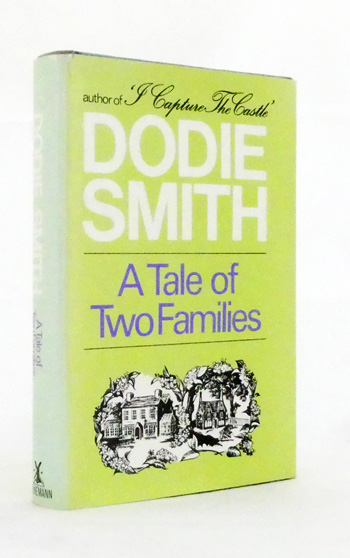 author of 'I Capture The Castle'
DODIE
SMITH
A Tale of
Two Families
DODIE SMITH
A Tale of